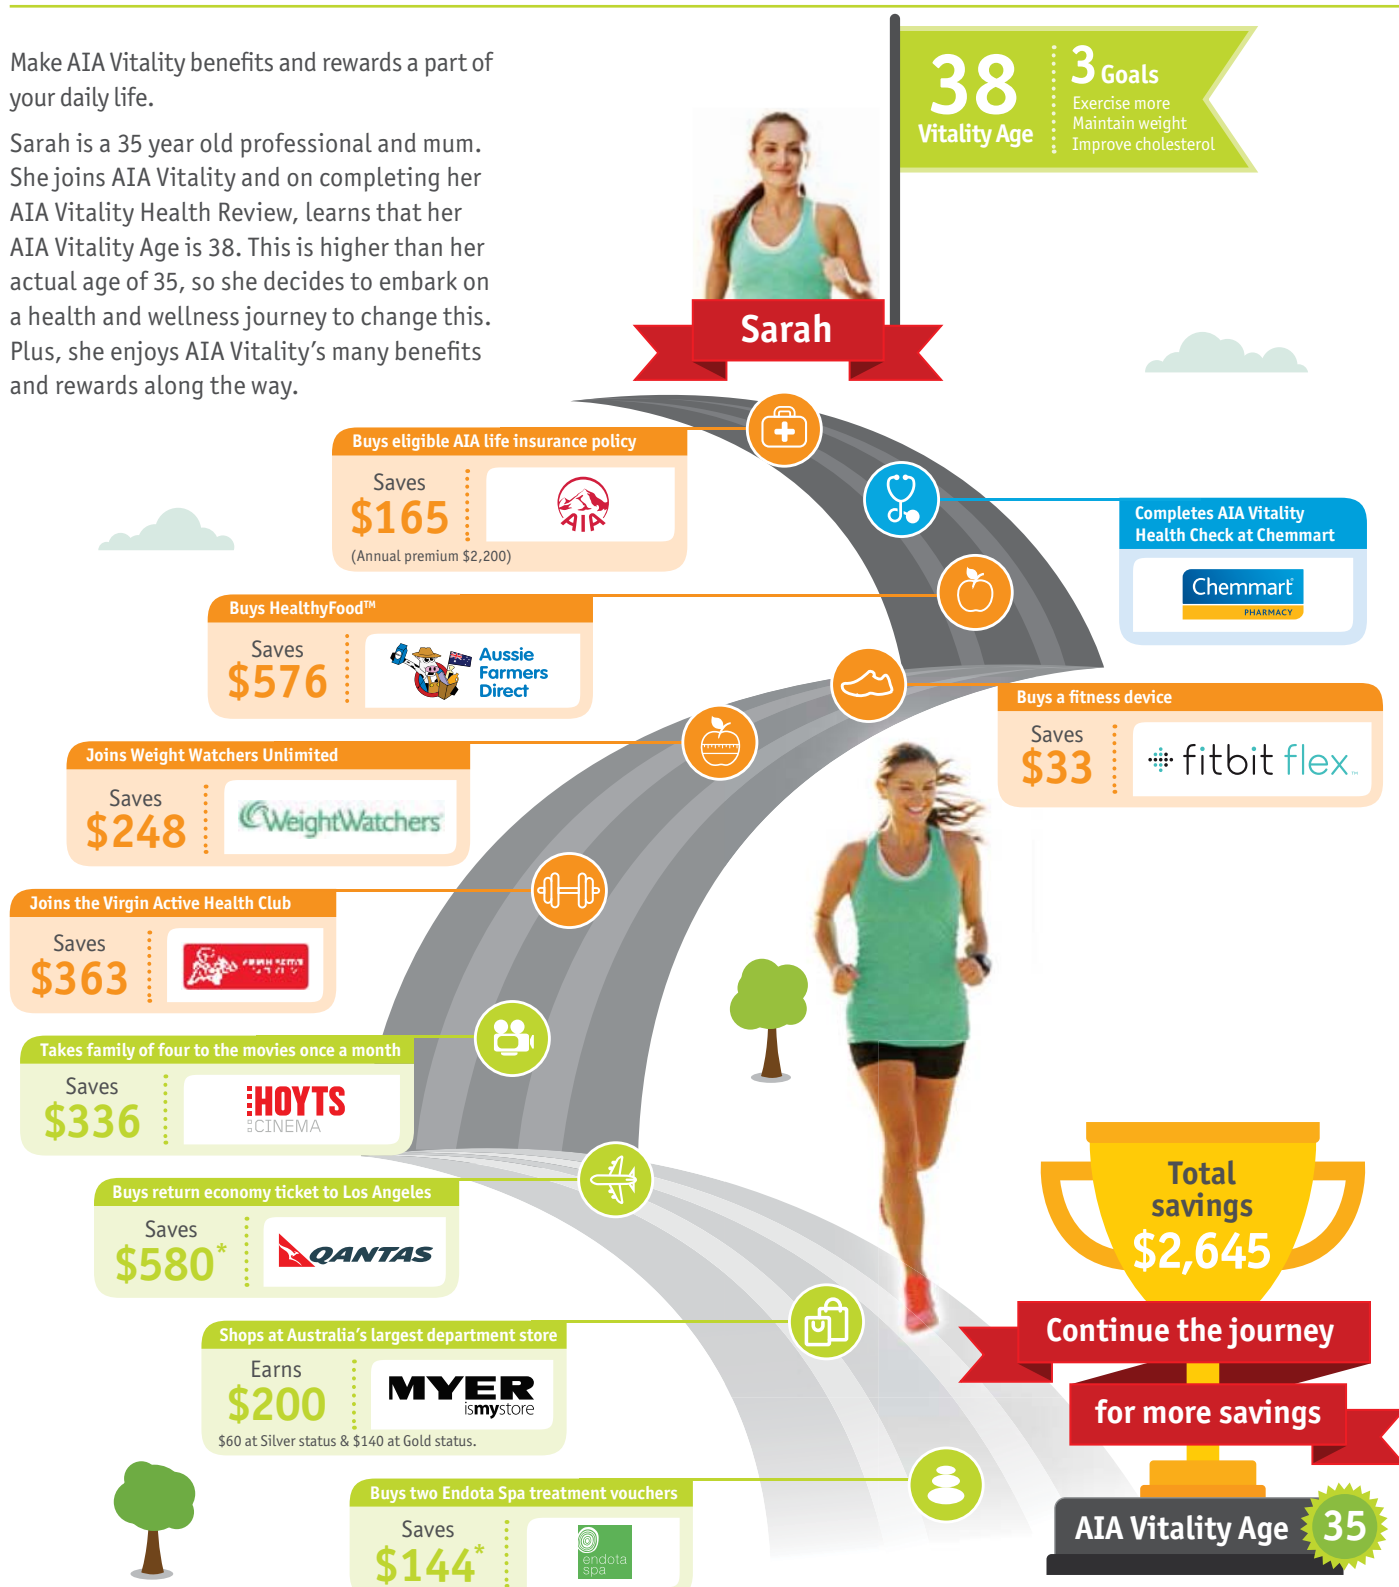 Make AIA Vitality benefits and rewards a part of
your daily life.
Sarah is a 35 year old professional and mum.
She joins AIA Vitality and on completing her
AIA Vitality Health Review, learns that her
AIA Vitality Age is 38. This is higher than her
actual age of 35, so she decides to embark on
a health and wellness journey to change this.
Plus, she enjoys AIA Vitality's many benefits
and rewards along the way.
38
Vitality Age
3 Goals
Exercise more
Maintain weight
Improve cholesterol
Sarah
Buys eligible AIA life insurance policy
Saves
$165
(Annual premium $2,200)
AIA
Completes AIA Vitality
Health Check at Chemmart
Chemmart
PHARMACY
Buys HealthyFood™
Saves
$576
Aussie
Farmers
Direct
Buys a fitness device
Saves
$33
fitbit flex™
Joins Weight Watchers Unlimited
Saves
$248
WeightWatchers
Joins the Virgin Active Health Club
Saves
$363
Takes family of four to the movies once a month
Saves
$336
HOYTS
CINEMA
Buys return economy ticket to Los Angeles
Saves
$580*
QANTAS
Shops at Australia's largest department store
Earns
$200
$60 at Silver status & $140 at Gold status.
MYER
ismystore
Buys two Endota Spa treatment vouchers
Saves
$144*
endota
spa
Total
savings
$2,645
Continue the journey
for more savings
AIA Vitality Age 35